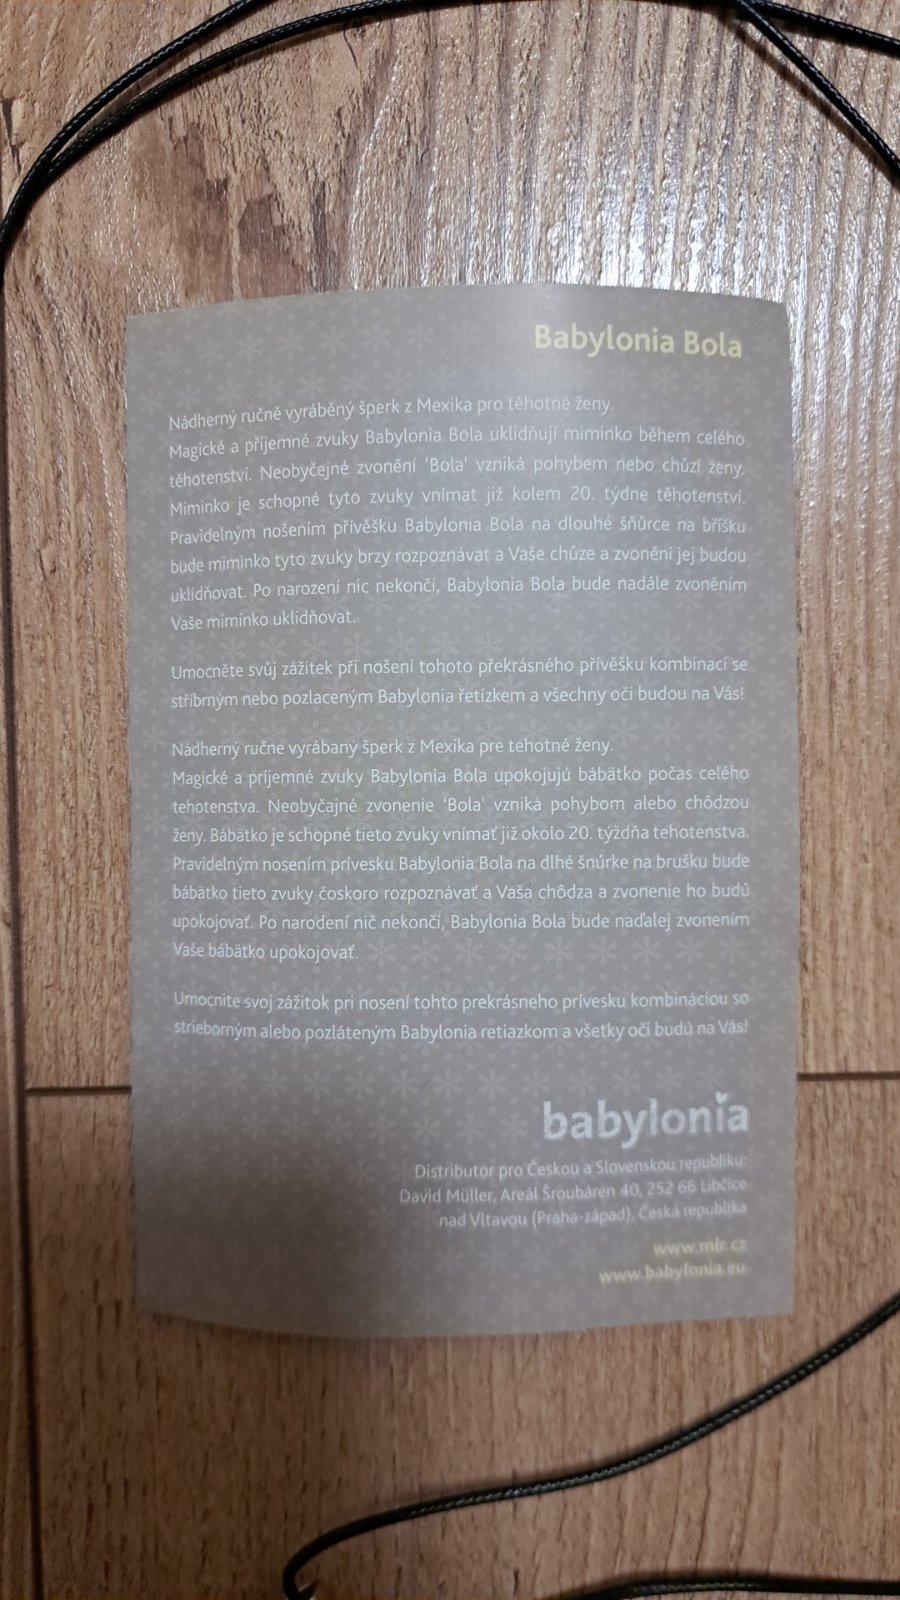 Babylonia Bola
Nádherný ručně vyráběný šperk z Mexika pro těhotné ženy.
Magické a příjemné zvuky Babylonia Bola uklidňují miminko během celého
těhotenství. Neobyčejné zvonění 'Bola' vzniká pohybem nebo chůzí ženy.
Miminko je schopné tyto zvuky vnímat již kolem 20. týdne těhotenství.
Pravidelným nošením přívěšku Babylonia Bola na dlouhé šňůrce na bříšku
bude miminko tyto zvuky brzy rozpoznávat a Vaše chůze a zvonění jej budou
uklidňovat. Po narození nic nekončí, Babylonia Bola bude nadále zvoněním
Vaše miminko uklidňovat.
Umocněte svůj zážitek při nošení tohoto překrásného přívěšku kombinací se
stříbrným nebo pozlaceným Babylonia řetízkem a všechny oči budou na Vás!
Nádherný ručne vyrábaný šperk z Mexika pre tehotné ženy.
Magické a príjemné zvuky Babylonia Bola upokojujú bábätko počas celého
tehotenstva. Neobyčajné zvonenie 'Bola' vzniká pohybom alebo chôdzou
ženy. Bábätko je schopné tieto zvuky vnímať již okolo 20. týždňa tehotenstva.
Pravidelným nosením prívesku Babylonia Bola na dlhé šnúrke na brušku bude
bábätko tieto zvuky čoskoro rozpoznávať a Vaša chôdza a zvonenie ho budú
upokojovať. Po narodení nič nekončí, Babylonia Bola bude naďalej zvonením
Vaše bábätko upokojovať.
Umocnite svoj zážitok pri nosení tohto prekrásneho prívesku kombináciou so
strieborným alebo pozláteným Babylonia retiazkom a všetky oči budú na Vás!
babylonia
Distributor pro Českou a Slovenskou republiku:
David Müller, Areál Šroubáren 40, 252 66 Libčice
nad Vltavou (Praha-západ), Česká republika
www.mlr.cz
www.babylonia.eu